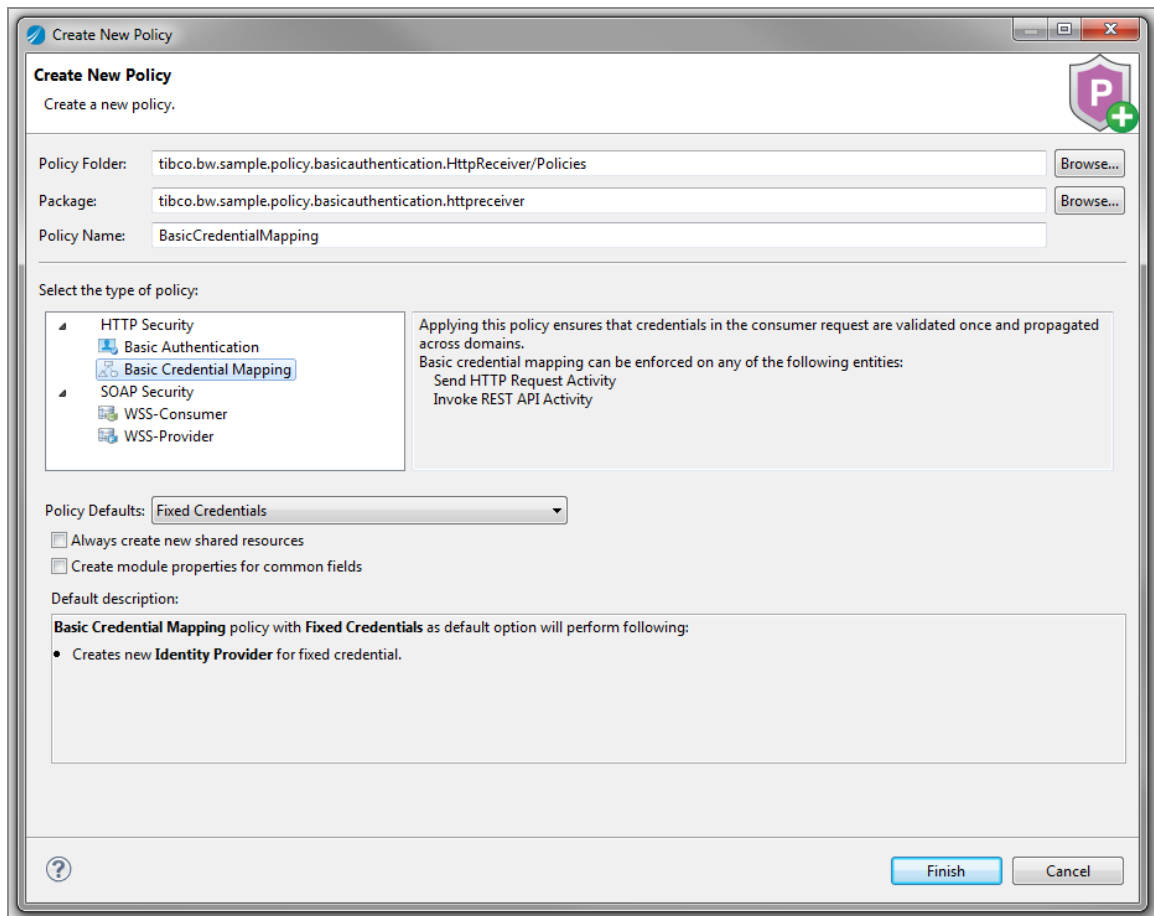 Create New Policy
Create New Policy
Create a new policy.
P
Policy Folder: tibco.bw.sample.policy.basicauthentication.HttpReceiver/Policies Browse...
Package: tibco.bw.sample.policy.basicauthentication.httpreceiver Browse...
Policy Name: BasicCredentialMapping
Select the type of policy:
HTTP Security
Basic Authentication
Basic Credential Mapping
SOAP Security
WSS-Consumer
WSS-Provider
Applying this policy ensures that credentials in the consumer request are validated once and propagated
across domains.
Basic credential mapping can be enforced on any of the following entities:
Send HTTP Request Activity
Invoke REST API Activity
Policy Defaults: Fixed Credentials
Always create new shared resources
Create module properties for common fields
Default description:
Basic Credential Mapping policy with Fixed Credentials as default option will perform following:
• Creates new Identity Provider for fixed credential.
? Finish Cancel